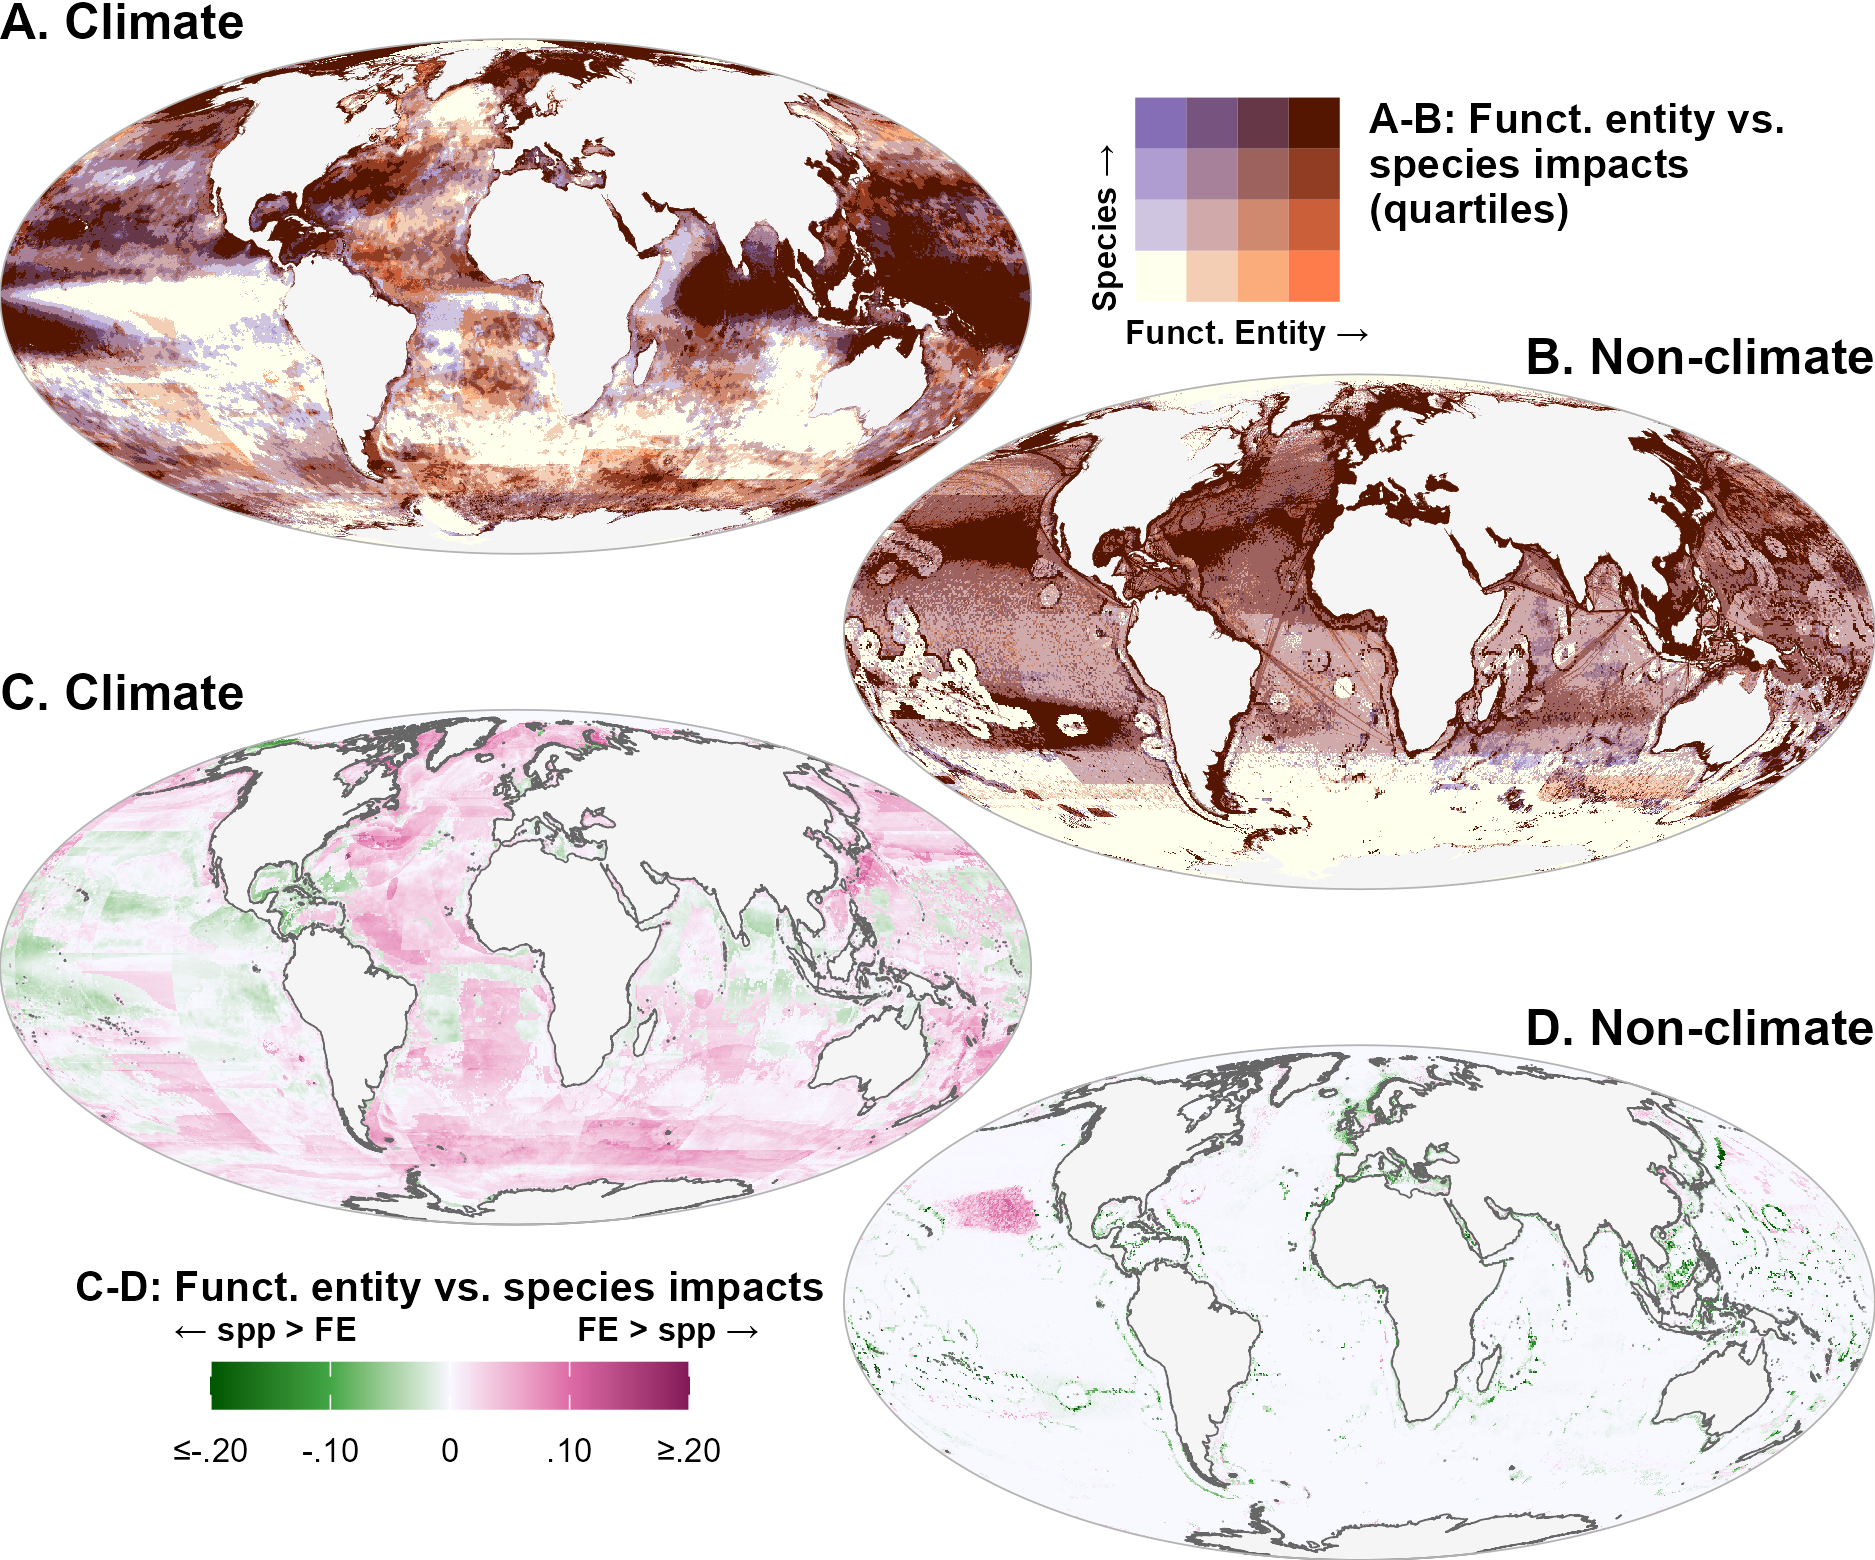 A. Climate
A-B: Funct. entity vs.
species impacts
(quartiles)
Species →
Funct. Entity →
B. Non-climate
C. Climate
D. Non-climate
C-D: Funct. entity vs. species impacts
← spp > FE FE > spp →
≤-.20 -.10 0 .10 ≥.20